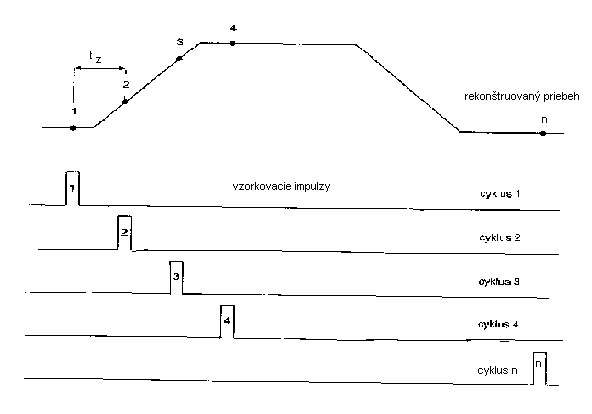 4
3
t z
2
1
rekonštruovaný priebeh
n
vzorkovacie impulzy
1
cyklus 1
2
cyklus 2
3
cyklua 3
4
cyklus 4
cyklus n
n